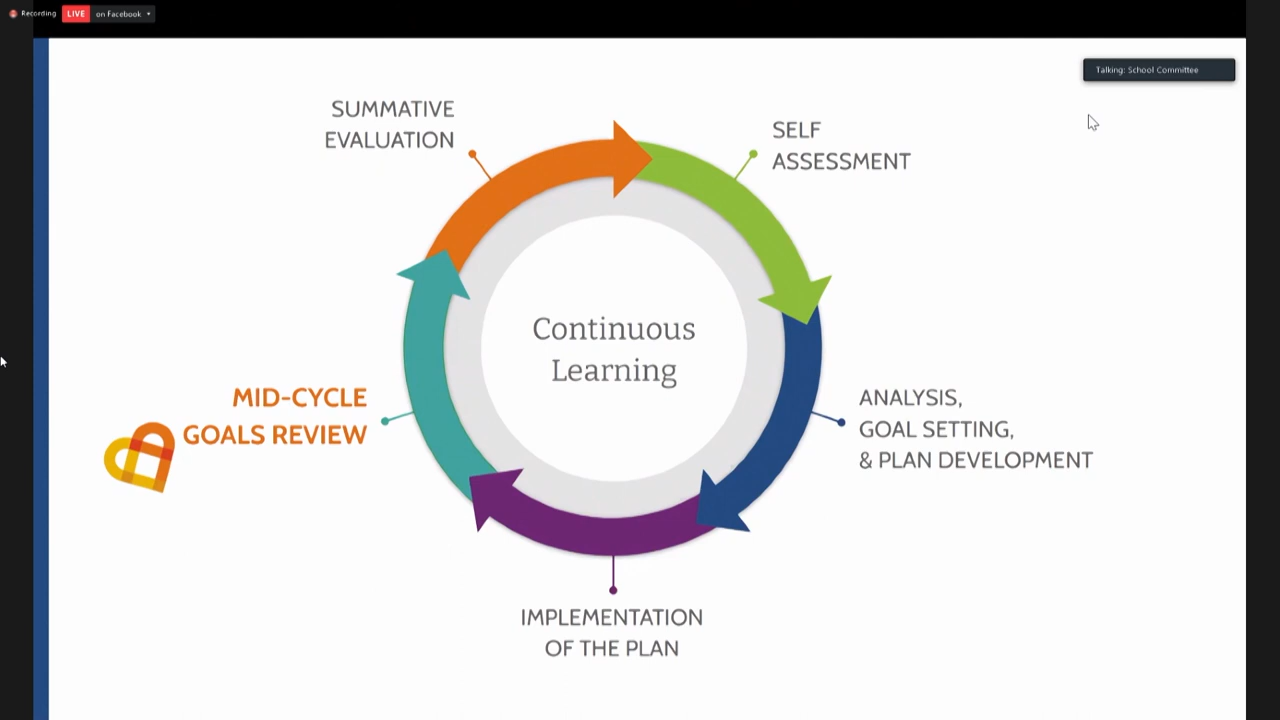 Recording LIVE on Facebook
Talking: School Committee
SUMMATIVE
EVALUATION
SELF
ASSESSMENT
Continuous
Learning
MID-CYCLE
GOALS REVIEW
ANALYSIS,
GOAL SETTING,
& PLAN DEVELOPMENT
IMPLEMENTATION
OF THE PLAN